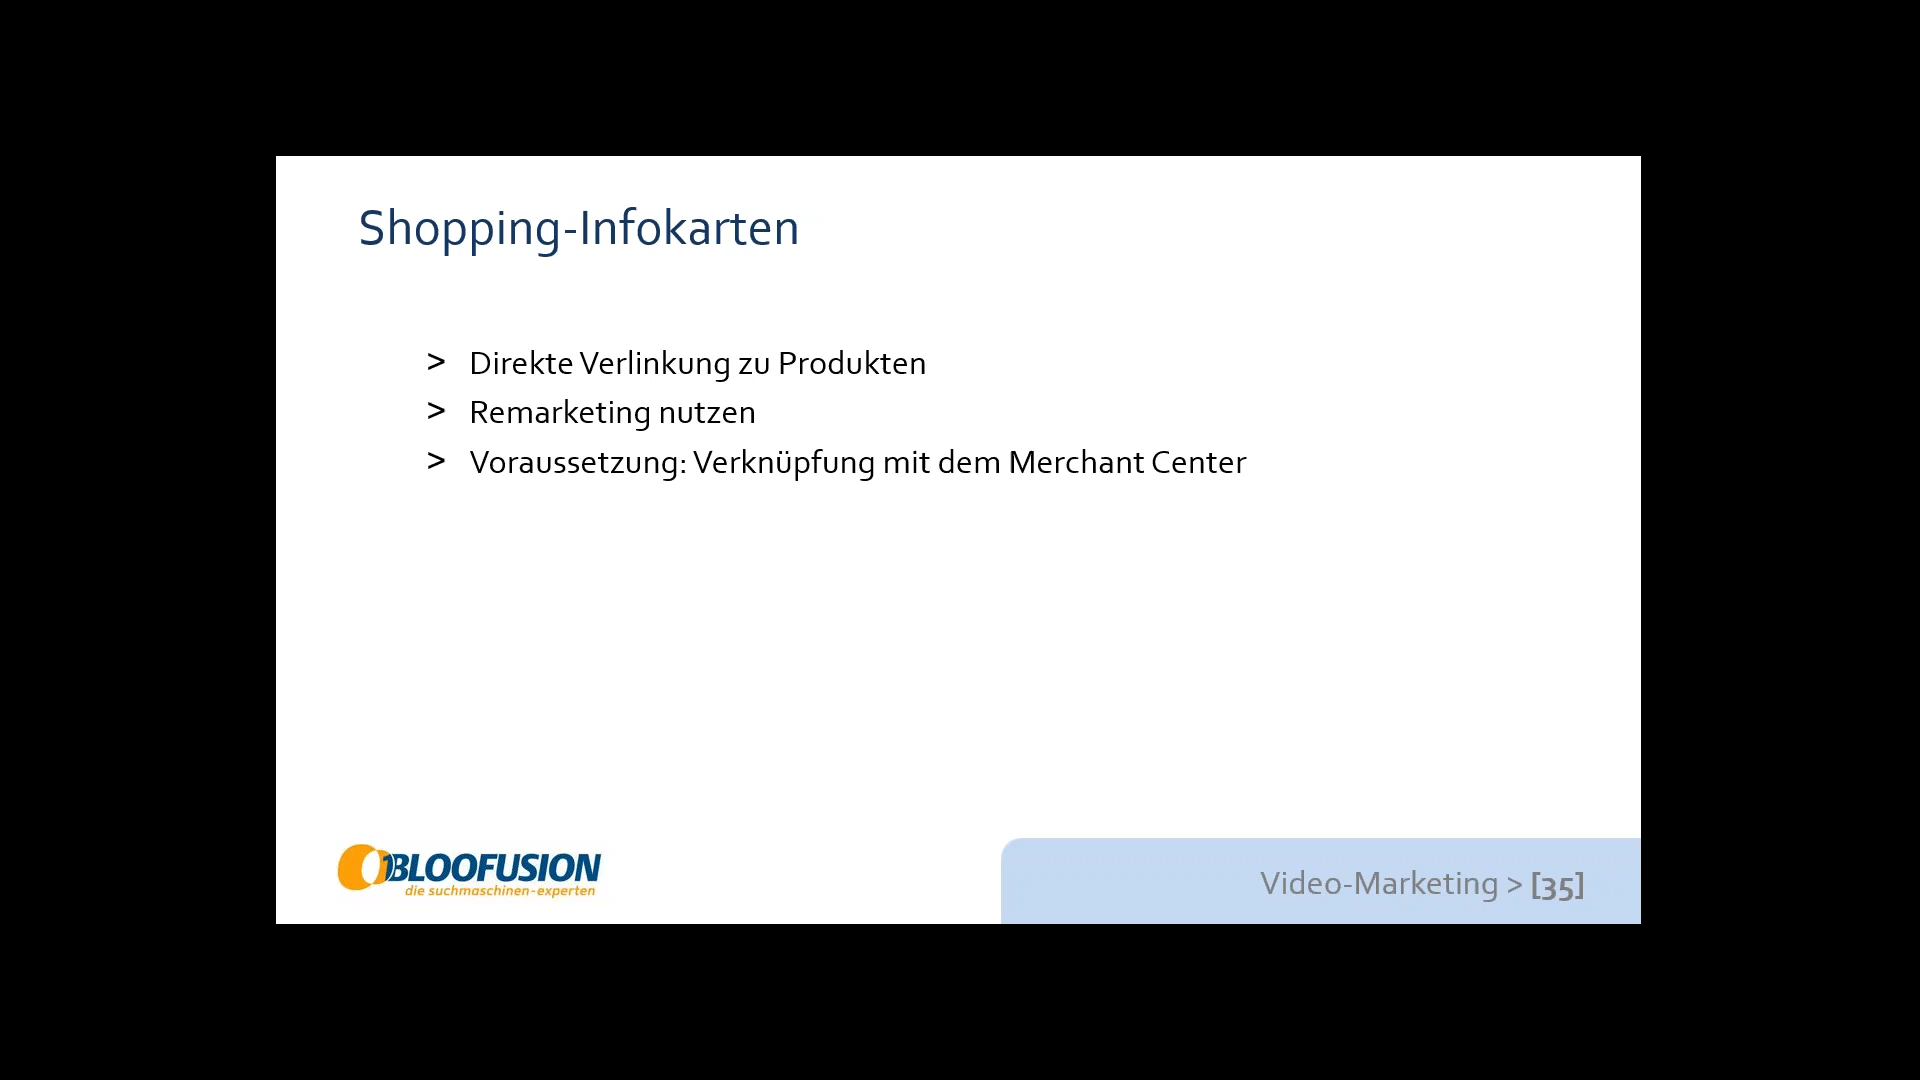 Shopping-Infokarten
> Direkte Verlinkung zu Produkten
> Remarketing nutzen
> Voraussetzung: Verknüpfung mit dem Merchant Center
BLOOFUSION
die suchmaschinen-experten
Video-Marketing > [35]